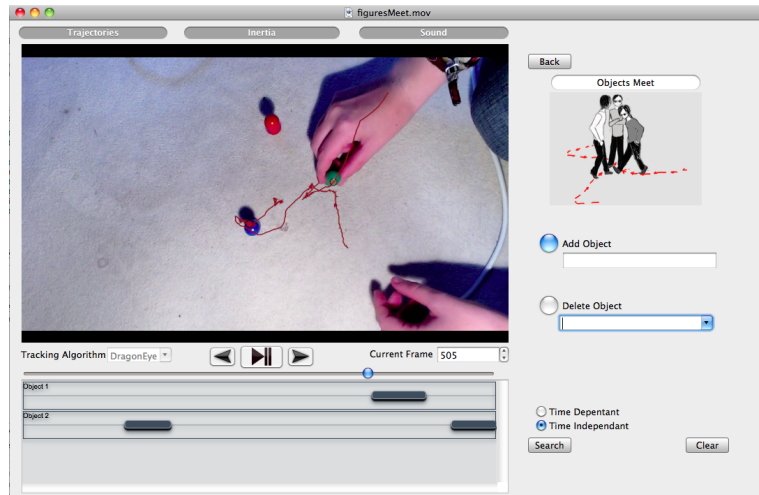 figuresMeet.mov
Trajectories
Inertia
Sound
Back
Objects Meet
Add Object
Delete Object
Tracking Algorithm DragonEye
Current Frame 505
Object 1
Object 2
Time Depentant
Time Independant
Search
Clear